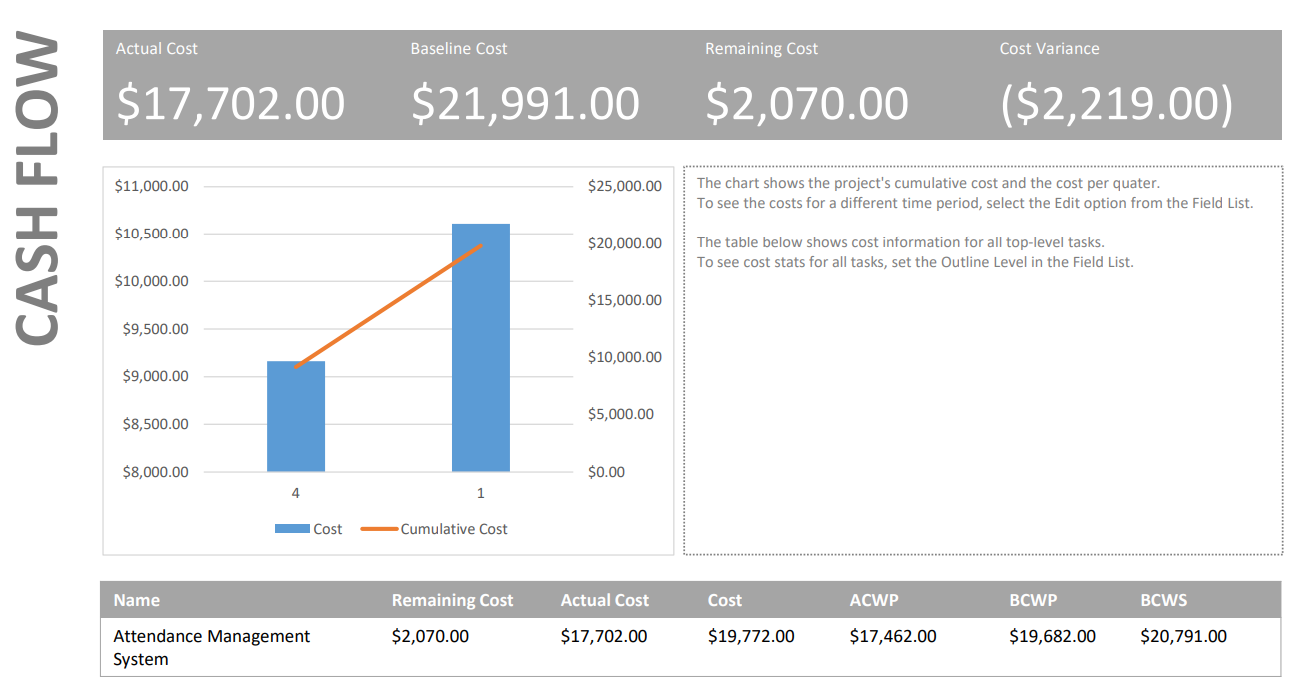 CASH FLOW
Actual Cost Baseline Cost Remaining Cost Cost Variance
$17,702.00 $21,991.00 $2,070.00 ($2,219.00)
$11,000.00
$10,500.00
$10,000.00
$9,500.00
$9,000.00
$8,500.00
$8,000.00
$25,000.00
$20,000.00
$15,000.00
$10,000.00
$5,000.00
$0.00
4 1
Cost Cumulative Cost
The chart shows the project's cumulative cost and the cost per quater.
To see the costs for a different time period, select the Edit option from the Field List.
The table below shows cost information for all top-level tasks.
To see cost stats for all tasks, set the Outline Level in the Field List.
Name Remaining Cost Actual Cost Cost ACWP BCWP BCWS
Attendance Management $2,070.00 $17,702.00 $19,772.00 $17,462.00 $19,682.00 $20,791.00
System